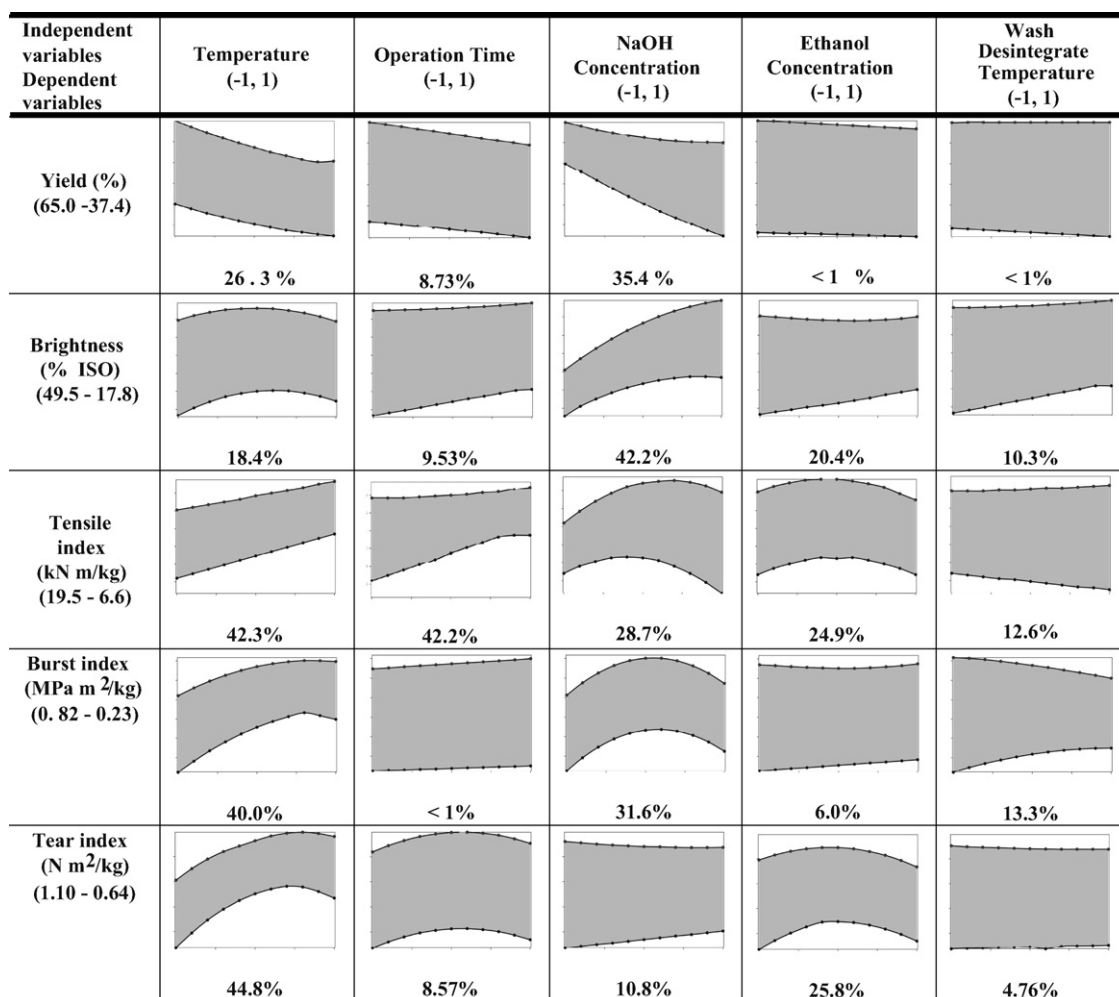 Independent variables Dependent variables
Temperature (-1, 1)
Operation Time (-1, 1)
NaOH Concentration (-1, 1)
Ethanol Concentration (-1, 1)
Wash Desintegrate Temperature (-1, 1)
Yield (%)
(65.0 -37.4)
26 . 3 %
8.73%
35.4 %
< 1 %
< 1%
Brightness
(% ISO)
(49.5 - 17.8)
18.4%
9.53%
42.2%
20.4%
10.3%
Tensile
index
(kN m/kg)
(19.5 - 6.6)
42.3%
42.2%
28.7%
24.9%
12.6%
Burst index
(MPa m 2/kg)
(0. 82 - 0.23)
40.0%
< 1%
31.6%
6.0%
13.3%
Tear index
(N m2/kg)
(1.10 - 0.64)
44.8%
8.57%
10.8%
25.8%
4.76%